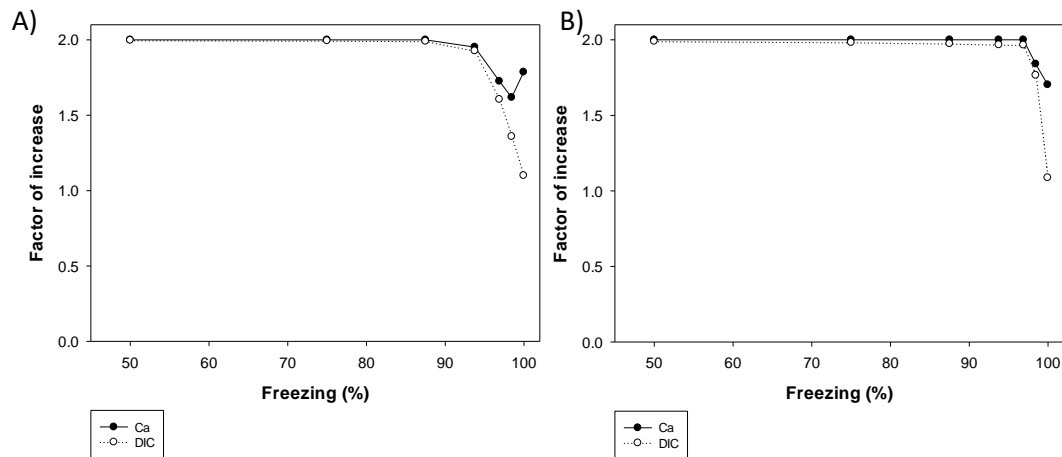 A)
2.0
1.5
1.0
0.5
0.0
Factor of increase
50 60 70 80 90 100
Freezing (%)
Ca
DIC
B)
2.0
1.5
1.0
0.5
0.0
Factor of increase
50 60 70 80 90 100
Freezing (%)
Ca
DIC